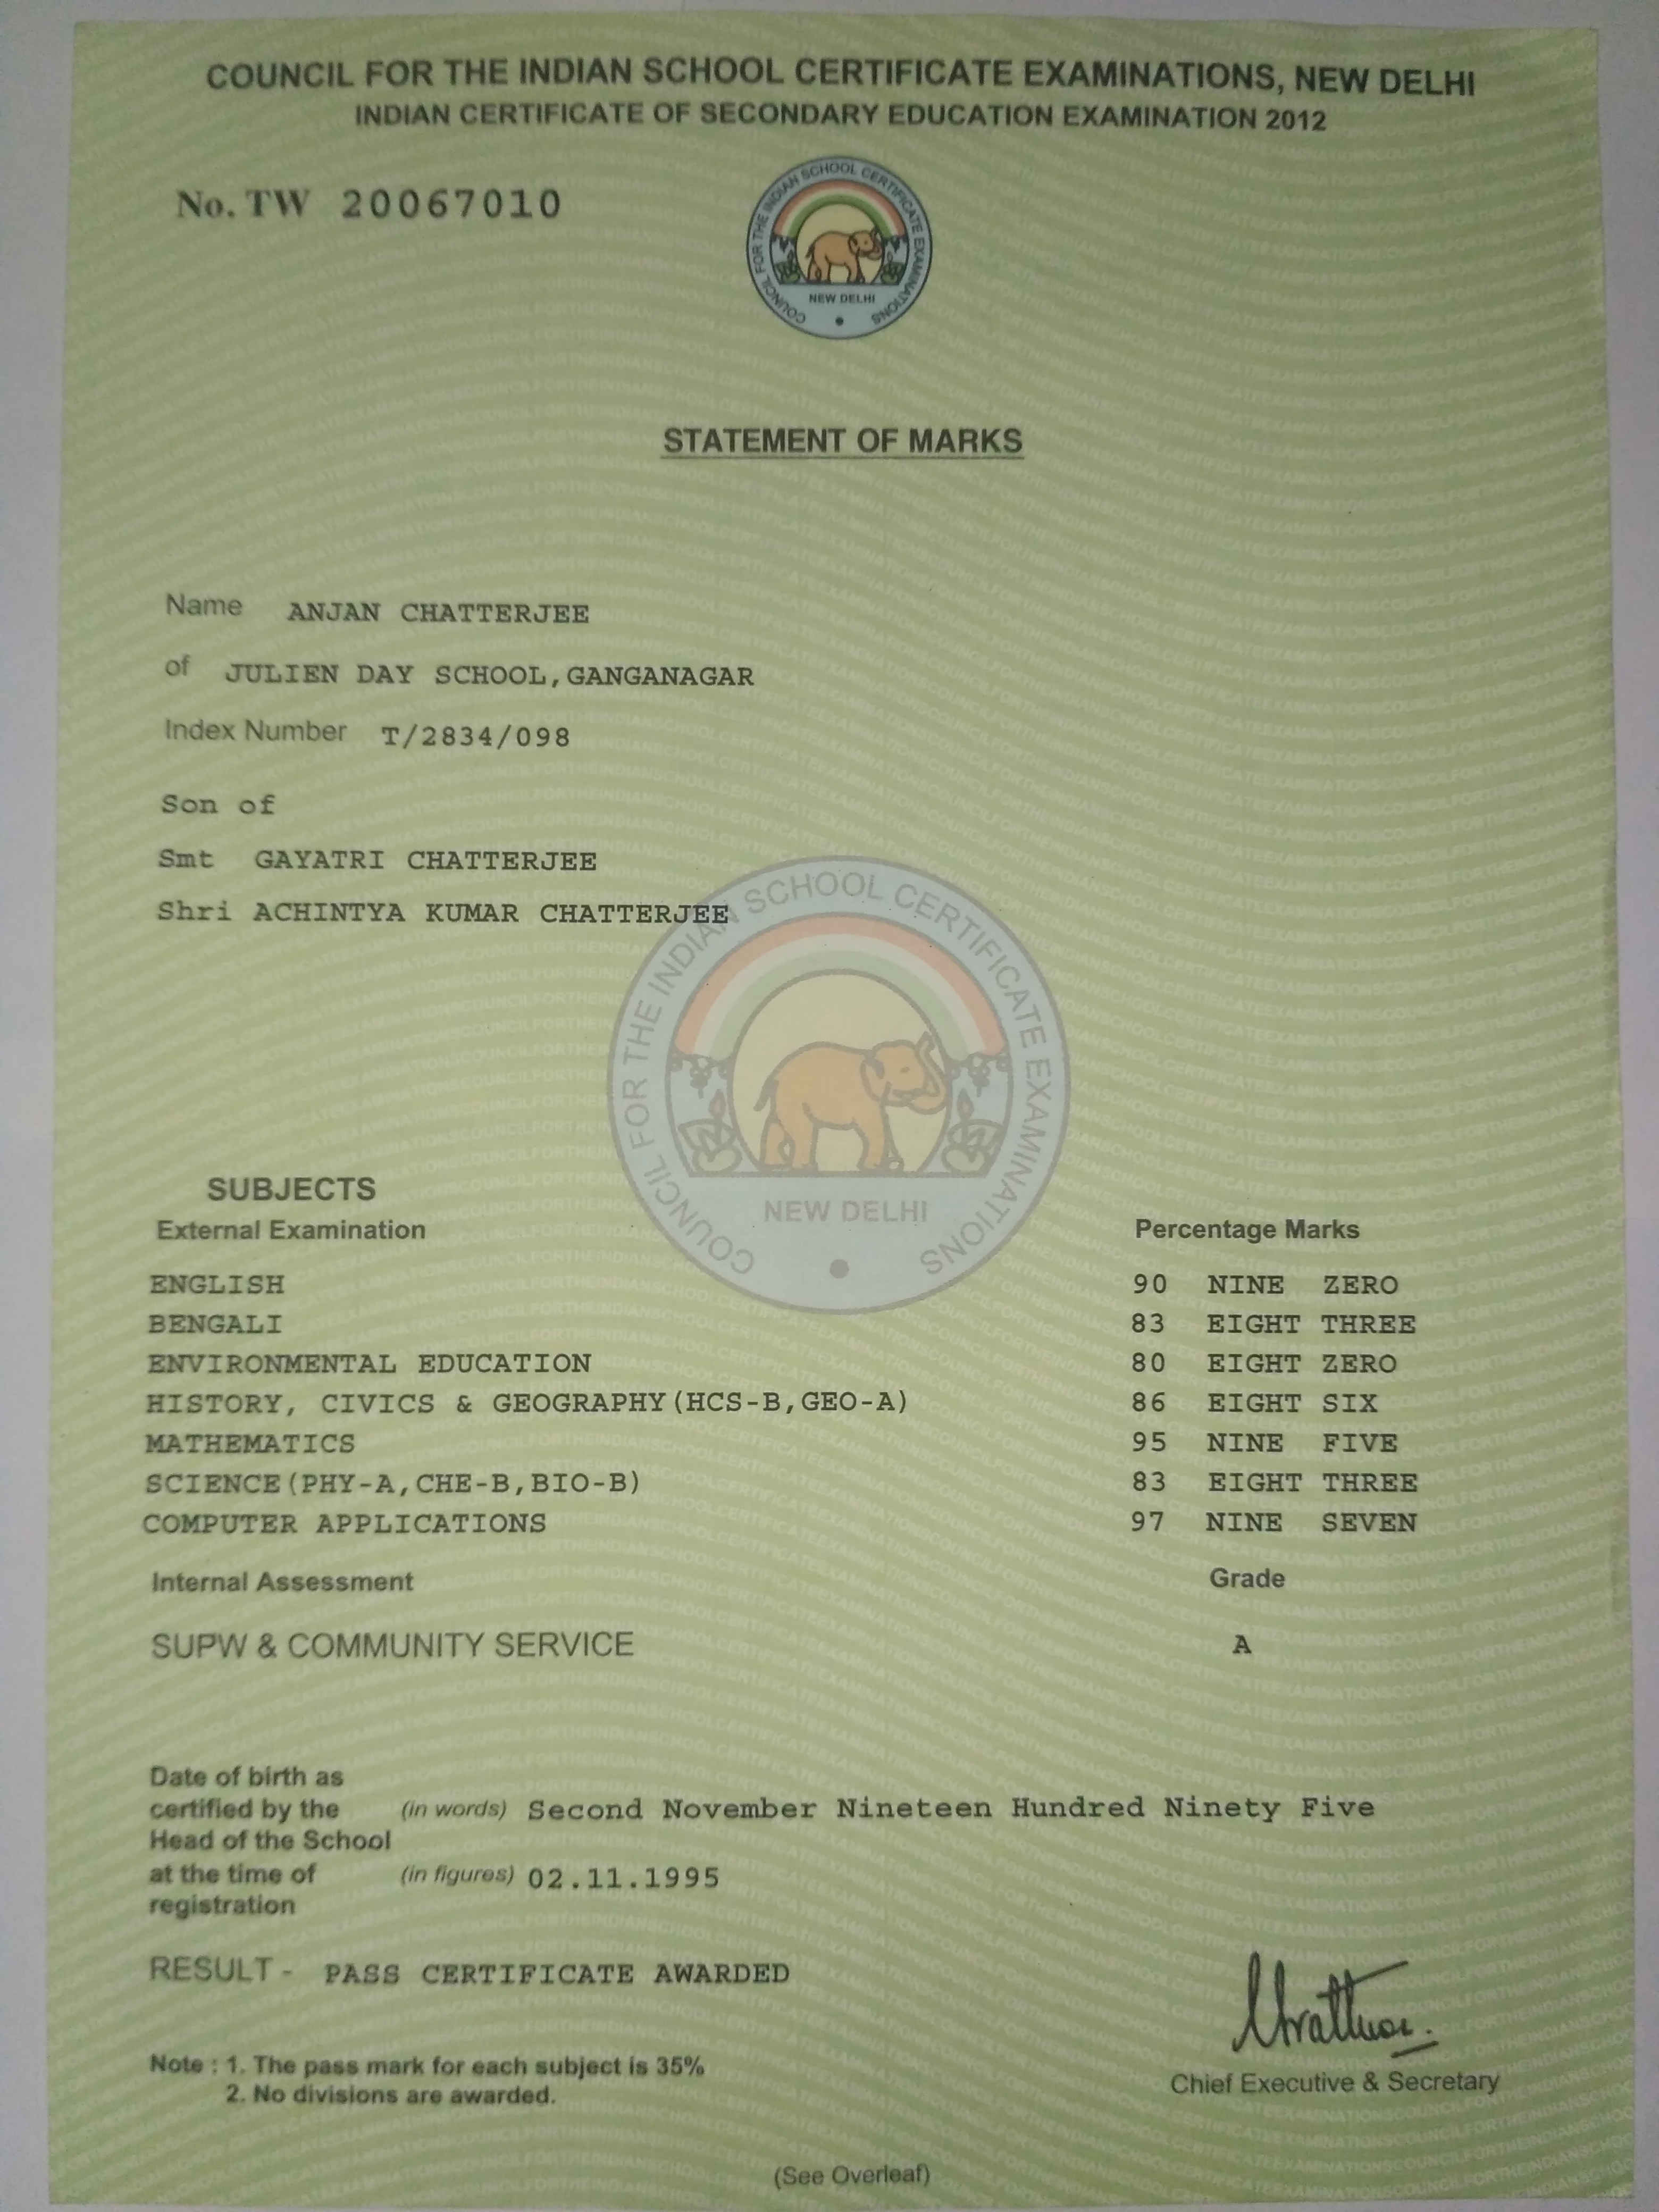 COUNCIL FOR THE INDIAN SCHOOL CERTIFICATE EXAMINATIONS, NEW DELHI
INDIAN CERTIFICATE OF SECONDARY EDUCATION EXAMINATION 2012
No. TW 20067010
COUNCIL FOR THE INDIAN SCHOOL CERTIFICATE EXAMINATIONS
NEW DELHI
STATEMENT OF MARKS
Name ANJAN CHATTERJEE
of JULIEN DAY SCHOOL,GANGANAGAR
Index Number T/2834/098
Son of
Smt GAYATRI CHATTERJEE
Shri ACHINTYA KUMAR CHATTERJEE
COUNCIL FOR THE INDIAN SCHOOL CERTIFICATE EXAMINATIONS
NEW DELHI
SUBJECTS
External Examination Percentage Marks
ENGLISH 90 NINE ZERO
BENGALI 83 EIGHT THREE
ENVIRONMENTAL EDUCATION 80 EIGHT ZERO
HISTORY, CIVICS & GEOGRAPHY(HCS-B,GEO-A) 86 EIGHT SIX
MATHEMATICS 95 NINE FIVE
SCIENCE(PHY-A,CHE-B,BIO-B) 83 EIGHT THREE
COMPUTER APPLICATIONS 97 NINE SEVEN
Internal Assessment Grade
SUPW & COMMUNITY SERVICE A
Date of birth as
certified by the (in words) Second November Nineteen Hundred Ninety Five
Head of the School
at the time of (in figures) 02.11.1995
registration
RESULT - PASS CERTIFICATE AWARDED
Note : 1. The pass mark for each subject is 35%
2. No divisions are awarded.
Chief Executive & Secretary
(See Overleaf)